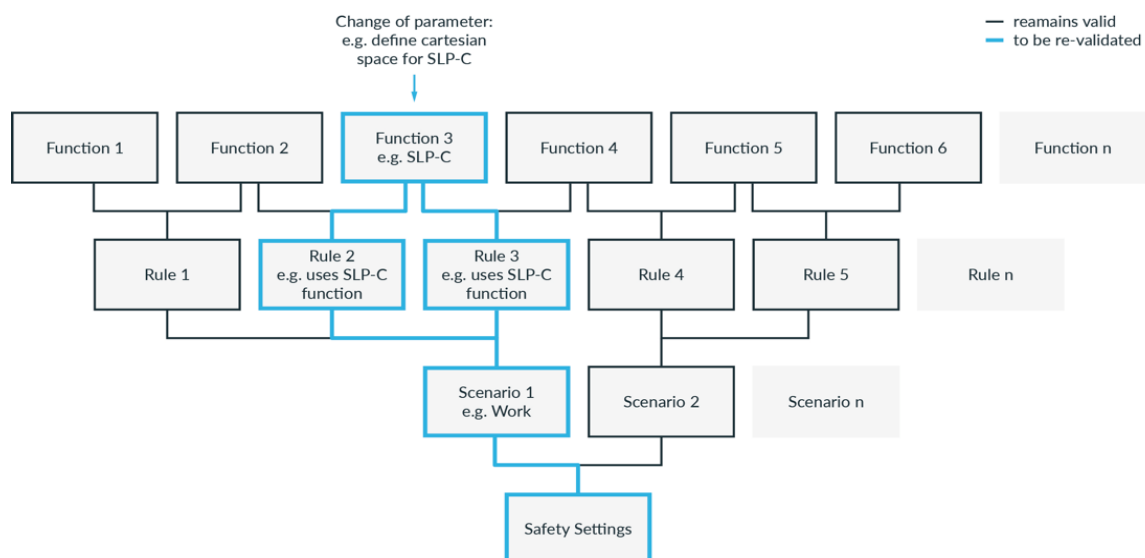 Change of parameter:
e.g. define cartesian
space for SLP-C
reamains valid
to be re-validated
Function 1
Function 2
Function 3
e.g. SLP-C
Function 4
Function 5
Function 6
Function n
Rule 1
Rule 2
e.g. uses SLP-C
function
Rule 3
e.g. uses SLP-C
function
Rule 4
Rule 5
Rule n
Scenario 1
e.g. Work
Scenario 2
Scenario n
Safety Settings